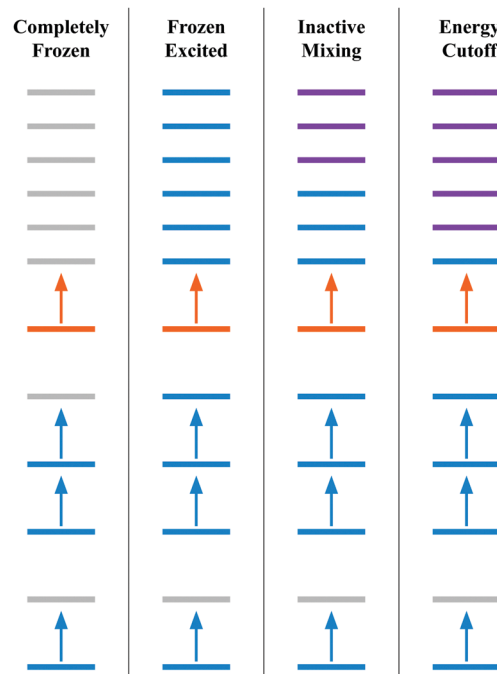 Completely
Frozen
Frozen
Excited
Inactive
Mixing
Energy
Cutoff